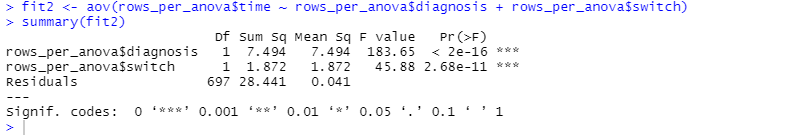 > fit2 <- aov(rows_per_anova$time ~ rows_per_anova$diagnosis + rows_per_anova$switch)
> summary(fit2)
                          Df Sum Sq Mean Sq F value   Pr(>F)
rows_per_anova$diagnosis   1  7.494   7.494  183.65  < 2e-16 ***
rows_per_anova$switch      1  1.872   1.872   45.88 2.68e-11 ***
Residuals                697 28.441   0.041
---
Signif. codes:  0 ‘***’ 0.001 ‘**’ 0.01 ‘*’ 0.05 ‘.’ 0.1 ‘ ’ 1
>